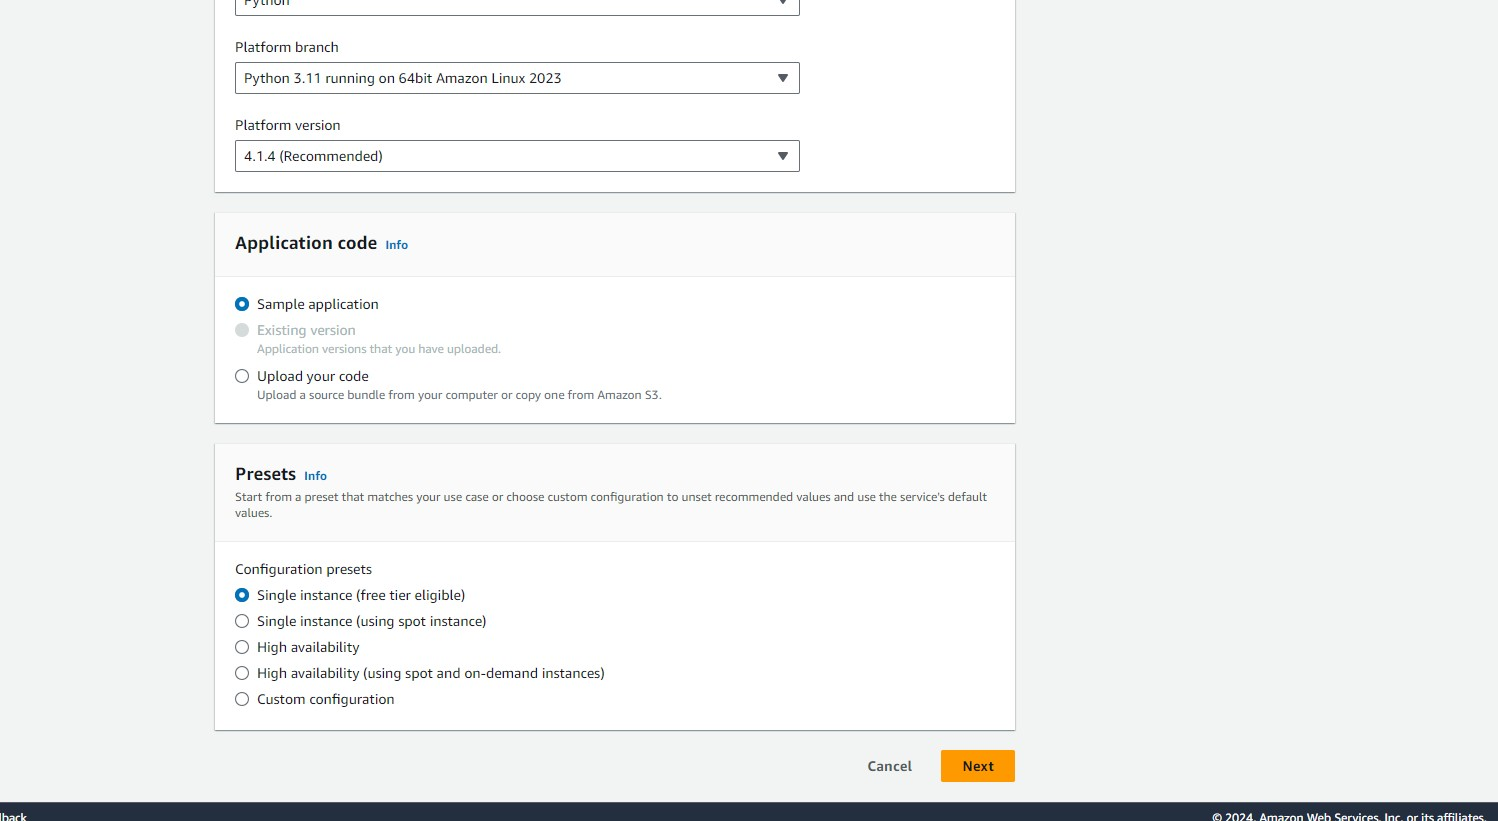 Python
Platform branch
Python 3.11 running on 64bit Amazon Linux 2023
Platform version
4.1.4 (Recommended)
Application code Info
Sample application
Existing version
Application versions that you have uploaded.
Upload your code
Upload a source bundle from your computer or copy one from Amazon S3.
Presets Info
Start from a preset that matches your use case or choose custom configuration to unset recommended values and use the service's default
values.
Configuration presets
Single instance (free tier eligible)
Single instance (using spot instance)
High availability
High availability (using spot and on-demand instances)
Custom configuration
Cancel Next
lback © 2024, Amazon Web Services, Inc. or its affiliates.